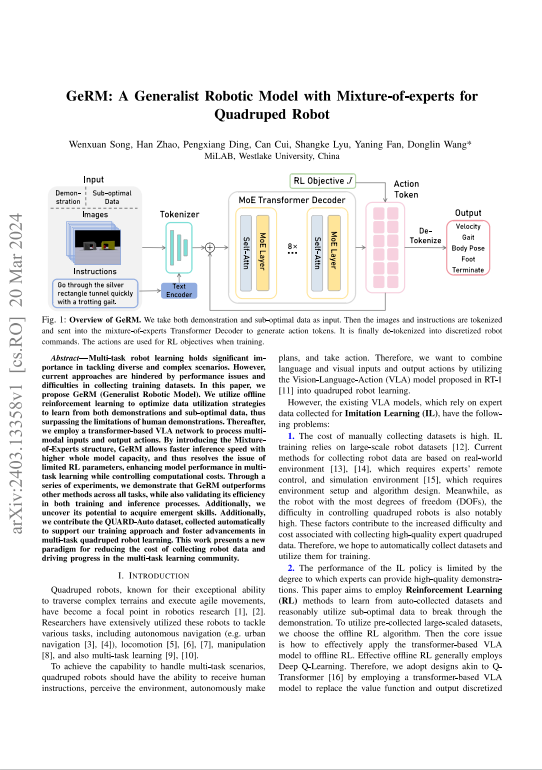 arXiv:2403.13358v1 [cs.RO] 20 Mar 2024
GeRM: A Generalist Robotic Model with Mixture-of-experts for
Quadruped Robot
Wenxuan Song, Han Zhao, Pengxiang Ding, Can Cui, Shangke Lyu, Yaning Fan, Donglin Wang*
MiLAB, Westlake University, China
Input
Demon-
stration
Sub-optimal
Data
Images
Instructions
Go through the silver
rectangle tunnel quickly
with a trotting gait.
Tokenizer
Text
Encoder
RL Objective J
MoE Transformer Decoder
Self-Attn
MoE Layer
8×
...
Self-Attn
MoE Layer
Action
Token
De-
Tokenize
Output
Velocity
Gait
Body Pose
Foot
Terminate
Fig. 1: Overview of GeRM. We take both demonstration and sub-optimal data as input. Then the images and instructions are tokenized
and sent into the mixture-of-experts Transformer Decoder to generate action tokens. It is finally de-tokenized into discretized robot
commands. The actions are used for RL objectives when training.
Abstract—Multi-task robot learning holds significant im-
portance in tackling diverse and complex scenarios. However,
current approaches are hindered by performance issues and
difficulties in collecting training datasets. In this paper, we
propose GeRM (Generalist Robotic Model). We utilize offline
reinforcement learning to optimize data utilization strategies
to learn from both demonstrations and sub-optimal data, thus
surpassing the limitations of human demonstrations. Thereafter,
we employ a transformer-based VLA network to process multi-
modal inputs and output actions. By introducing the Mixture-
of-Experts structure, GeRM allows faster inference speed with
higher whole model capacity, and thus resolves the issue of
limited RL parameters, enhancing model performance in multi-
task learning while controlling computational costs. Through a
series of experiments, we demonstrate that GeRM outperforms
other methods across all tasks, while also validating its efficiency
in both training and inference processes. Additionally, we
uncover its potential to acquire emergent skills. Additionally,
we contribute the QUARD-Auto dataset, collected automatically
to support our training approach and foster advancements in
multi-task quadruped robot learning. This work presents a new
paradigm for reducing the cost of collecting robot data and
driving progress in the multi-task learning community.
I. INTRODUCTION
Quadruped robots, known for their exceptional ability
to traverse complex terrains and execute agile movements,
have become a focal point in robotics research [1], [2].
Researchers have extensively utilized these robots to tackle
various tasks, including autonomous navigation (e.g. urban
navigation [3], [4]), locomotion [5], [6], [7], manipulation
[8], and also multi-task learning [9], [10].
To achieve the capability to handle multi-task scenarios,
quadruped robots should have the ability to receive human
instructions, perceive the environment, autonomously make
plans, and take action. Therefore, we want to combine
language and visual inputs and output actions by utilizing
the Vision-Language-Action (VLA) model proposed in RT-1
[11] into quadruped robot learning.
However, the existing VLA models, which rely on expert
data collected for Imitation Learning (IL), have the follow-
ing problems:
1. The cost of manually collecting datasets is high. IL
training relies on large-scale robot datasets [12]. Current
methods for collecting robot data are based on real-world
environment [13], [14], which requires experts' remote
control, and simulation environment [15], which requires
environment setup and algorithm design. Meanwhile, as
the robot with the most degrees of freedom (DOFs), the
difficulty in controlling quadruped robots is also notably
high. These factors contribute to the increased difficulty and
cost associated with collecting high-quality expert quadruped
data. Therefore, we hope to automatically collect datasets and
utilize them for training.
2. The performance of the IL policy is limited by the
degree to which experts can provide high-quality demonstra-
tions. This paper aims to employ Reinforcement Learning
(RL) methods to learn from auto-collected datasets and
reasonably utilize sub-optimal data to break through the
demonstration. To utilize pre-collected large-scaled datasets,
we choose the offline RL algorithm. Then the core issue
is how to effectively apply the transformer-based VLA
model to offline RL. Effective offline RL generally employs
Deep Q-Learning. Therefore, we adopt designs akin to Q-
Transformer [16] by employing a transformer-based VLA
model to replace the value function and output discretized